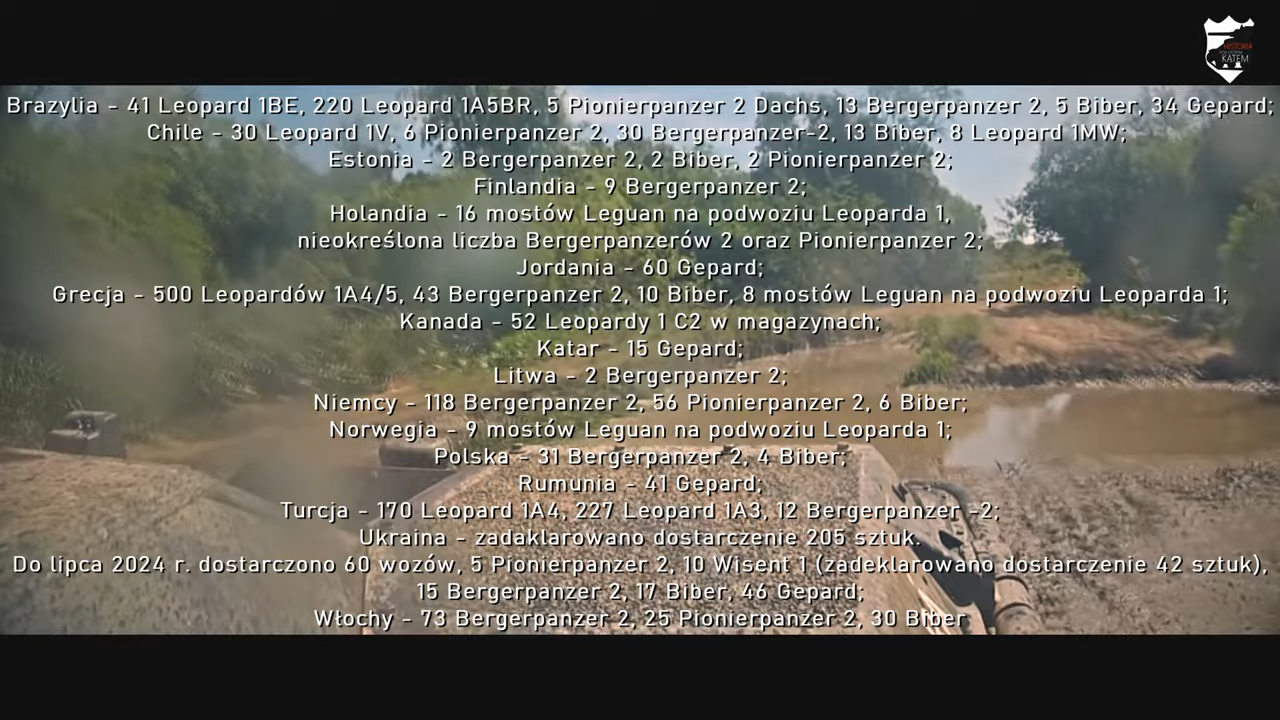 HISTORIA
KĄTEM
Brazylia - 41 Leopard 1BE, 220 Leopard 1A5BR, 5 Pionierpanzer 2 Dachs, 13 Bergerpanzer 2, 5 Biber, 34 Gepard;
Chile - 30 Leopard 1V, 6 Pionierpanzer 2, 30 Bergerpanzer-2, 13 Biber, 8 Leopard 1MW;
Estonia - 2 Bergerpanzer 2, 2 Biber, 2 Pionierpanzer 2;
Finlandia - 9 Bergerpanzer 2;
Holandia - 16 mostów Leguan na podwoziu Leoparda 1,
nieokreślona liczba Bergerpanzerów 2 oraz Pionierpanzer 2;
Jordania - 60 Gepard;
Grecja - 500 Leopardów 1A4/5, 43 Bergerpanzer 2, 10 Biber, 8 mostów Leguan na podwoziu Leoparda 1;
Kanada - 52 Leopardy 1 C2 w magazynach;
Katar - 15 Gepard;
Litwa - 2 Bergerpanzer 2;
Niemcy - 118 Bergerpanzer 2, 56 Pionierpanzer 2, 6 Biber;
Norwegia - 9 mostów Leguan na podwoziu Leoparda 1;
Polska - 31 Bergerpanzer 2, 4 Biber;
Rumunia - 41 Gepard;
Turcja - 170 Leopard 1A4, 227 Leopard 1A3, 12 Bergerpanzer -2;
Ukraina - zadaklarowano dostarczenie 205 sztuk.
Do lipca 2024 r. dostarczono 60 wozów, 5 Pionierpanzer 2, 10 Wisent 1 (zadeklarowano dostarczenie 42 sztuk),
15 Bergerpanzer 2, 17 Biber, 46 Gepard;
Włochy - 73 Bergerpanzer 2, 25 Pionierpanzer 2, 30 Biber